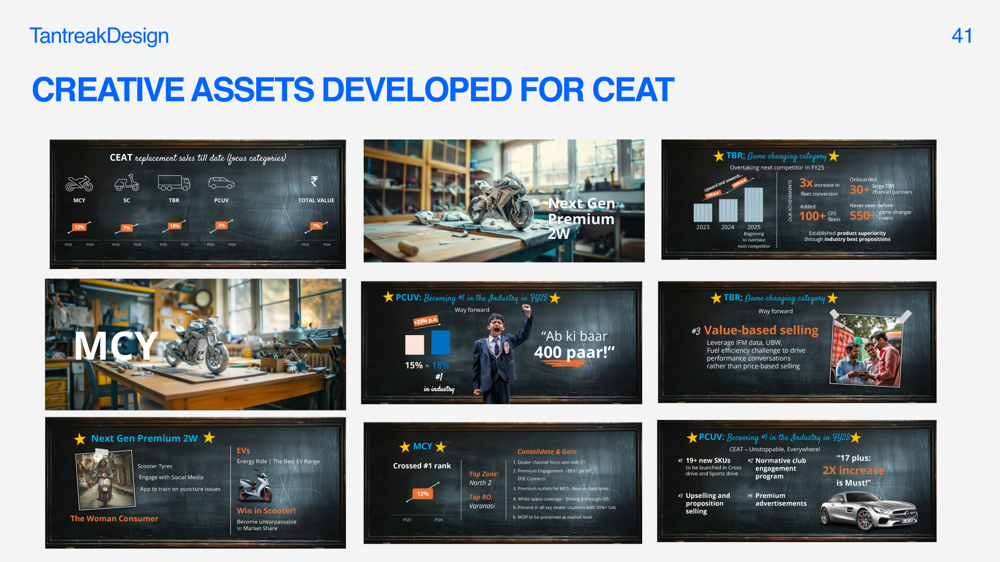 TantreakDesign
41
CREATIVE ASSETS DEVELOPED FOR CEAT
CEAT replacement sales till date (focus categories)
₹
MCY SC TBR PCUV TOTAL VALUE
12% 7% 18% 3% 7%
FY23 FY24 FY23 FY24 FY23 FY24 FY23 FY24 FY23 FY24
Next Gen
Premium
2W
TBR: Game changing category
Overtaking next competitor in FY25
Upward and onwards...
+25 p.a.
+50% p.a.
2023 2024 2025
Beginning
to overtake
next competitor
OUR ACHIEVEMENTS
3x increase in
fleet conversion
Onboarded
30+ large TBR
channel partners
Added
100+ CFS
fleets
Never seen before
550+ game changer
meets
Established product superiority
through industry best propositions
MCY
PCUV: Becoming #1 in the Industry in FY25
Way forward
+23% p.a.
15% to 18%
#1
in industry
“Ab ki baar
400 paar!”
TBR: Game changing category
Way forward
#3 Value-based selling
Leverage IFM data, UBW,
Fuel efficiency challenge to drive
performance conversations
rather than price-based selling
Next Gen Premium 2W
Scooter Tyres
Engage with Social Media
App to train on puncture issues
The Woman Consumer
EVs
Energy Ride | The Best EV Range
Win in Scooter!
Become unsurpassable
in Market Share
MCY
Crossed #1 rank
12%
FY23 FY24
Top Zone:
North 2
Top RO:
Varanasi
Consolidate & Gain:
1. Dealer channel focus and milk DT
2. Premium Engagement – BEAT pe HIT,
DSE Connects
3. Premium outlets for MCS - Best in class tyres
4. White space coverage - Driving it through GIS
5. Present in all key dealer counters with 30%+ Sob
6. MOP to be preserved at market level
PCUV: Becoming #1 in the Industry in FY25
CEAT – Unstoppable, Everywhere!
#1 19+ new SKUs
to be launched in Cross
drive and Sports drive
#2 Normative club
engagement
program
#3 Upselling and
proposition
selling
#4 Premium
advertisements
“17 plus:
2X increase
is Must!”